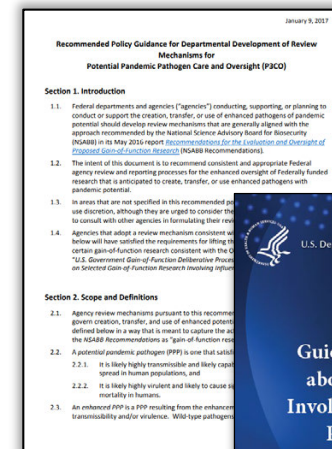 January 9, 2017
Recommended Policy Guidance for Departmental Development of Review
Mechanisms for
Potential Pandemic Pathogen Care and Oversight (P3CO)
Section 1. Introduction
1.1. Federal departments and agencies ("agencies") conducting, supporting, or planning to
conduct or support the creation, transfer, or use of enhanced pathogens of pandemic
potential should develop review mechanisms that are generally aligned with the
approach recommended by the National Science Advisory Board for Biosecurity
(NSABB) in its May 2016 report Recommendations for the Evaluation and Oversight of
Proposed Gain-of-Function Research (NSABB Recommendations).
1.2. The intent of this document is to recommend consistent and appropriate Federal
agency review and reporting processes for the enhanced oversight of Federally funded
research that is anticipated to create, transfer, or use enhanced pathogens with
pandemic potential.
1.3. In areas that are not specified in this recommended
use discretion, although they are urged to consider the
to consult with other agencies in formulating their
1.4. Agencies that adopt a review mechanism consistent
below will have satisfied the requirements for lifting
certain gain-of-function research consistent with the
"U.S. Government Gain-of-Function Deliberative
on Selected Gain-of-Function Research Involving
Section 2. Scope and Definitions
2.1. Agency review mechanisms pursuant to this
govern creation, transfer, and use of enhanced
defined below in a way that is meant to capture the
the NSABB Recommendations as "gain-of-function
2.2. A potential pandemic pathogen (PPP) is one that
2.2.1. It is likely highly transmissible and likely
spread in human populations, and
2.2.2. It is likely highly virulent and likely to cause
mortality in humans.
2.3. An enhanced PPP is a PPP resulting from the
transmissibility and/or virulence. Wild-type
U.S. De
Gui
abo
Invol